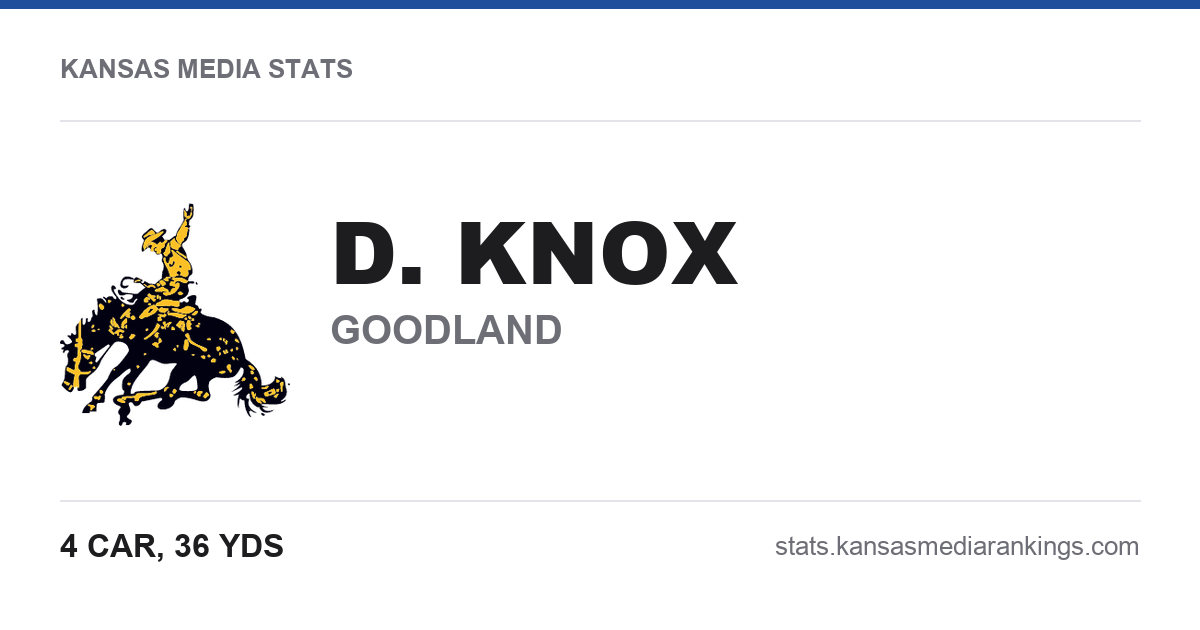 KANSAS MEDIA STATS
D. KNOX
GOODLAND
4 CAR, 36 YDS
stats.kansasmediarankings.com